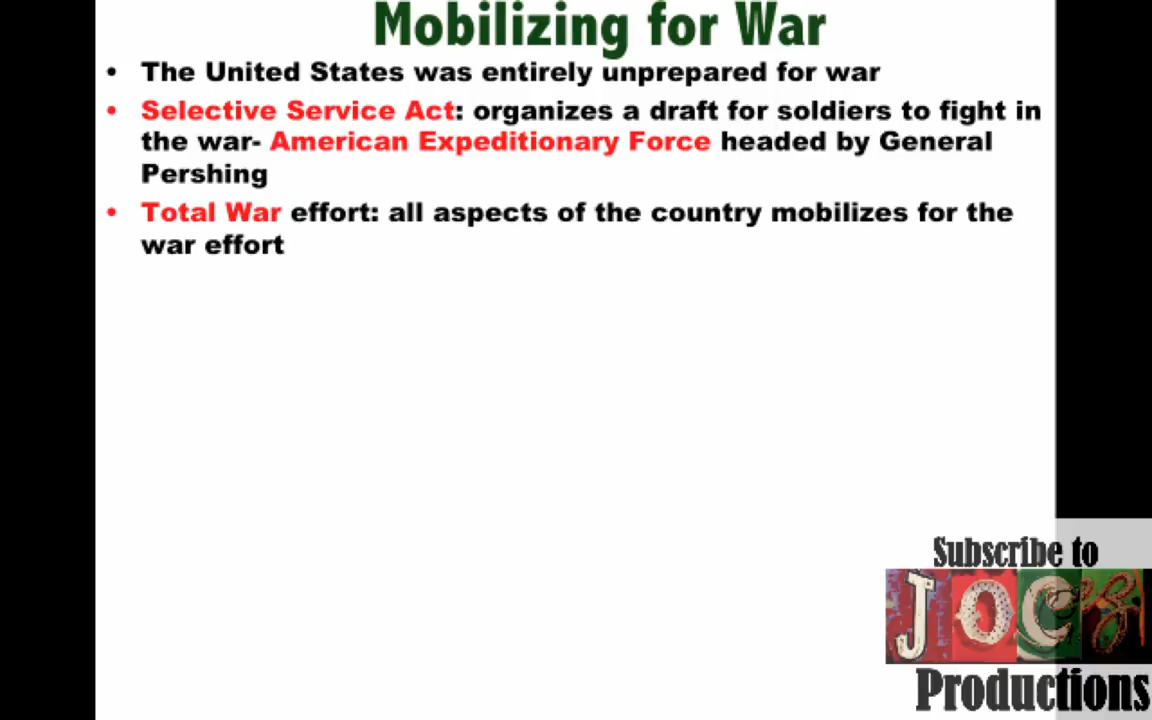 Mobilizing for War
• The United States was entirely unprepared for war
• Selective Service Act: organizes a draft for soldiers to fight in
the war- American Expeditionary Force headed by General
Pershing
• Total War effort: all aspects of the country mobilizes for the
war effort
Subscribe to
JOCZ
Productions